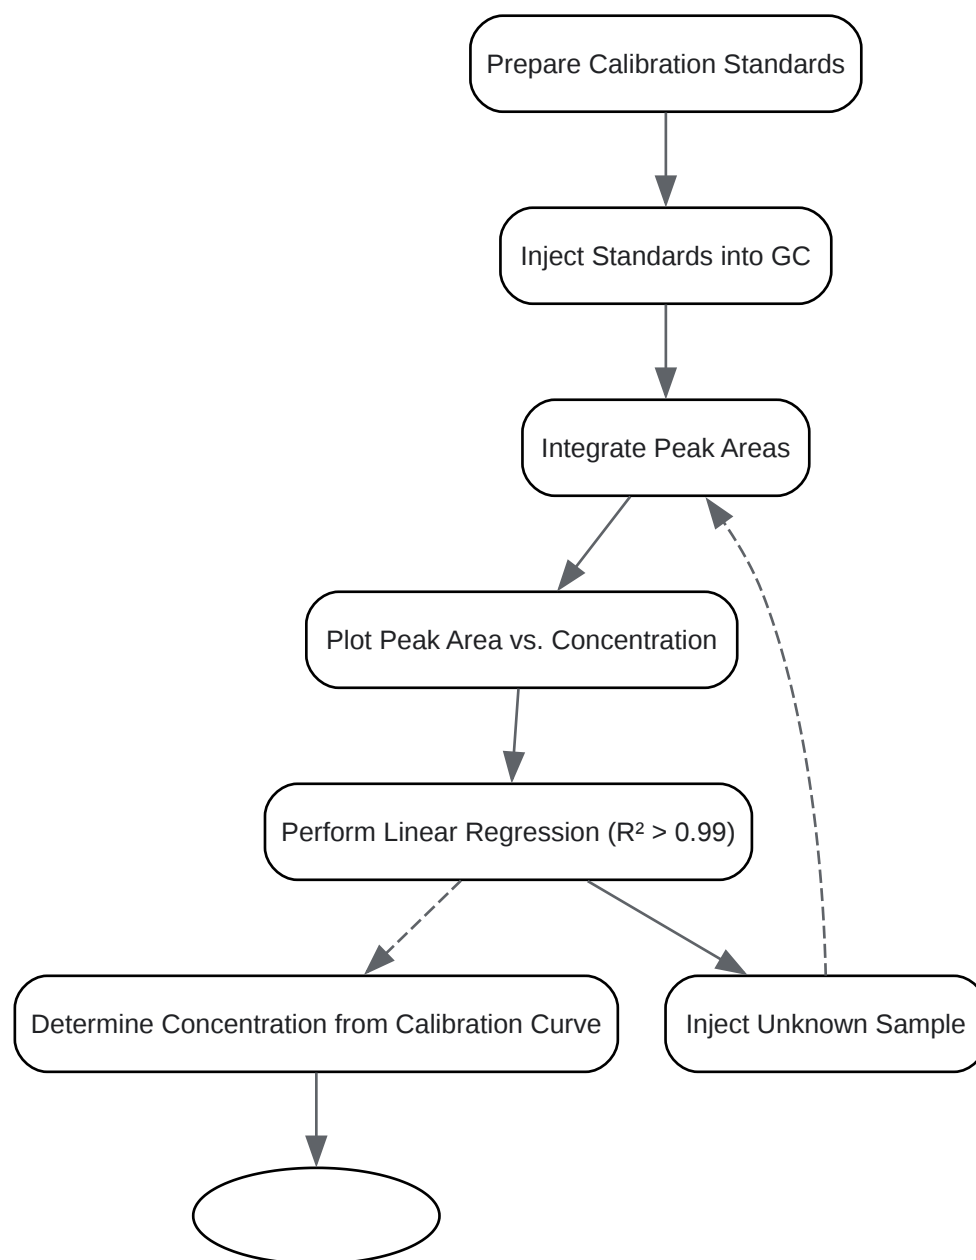 Prepare Calibration Standards
Inject Standards into GC
Integrate Peak Areas
Plot Peak Area vs. Concentration
Perform Linear Regression (R² > 0.99)
Determine Concentration from Calibration Curve
Inject Unknown Sample